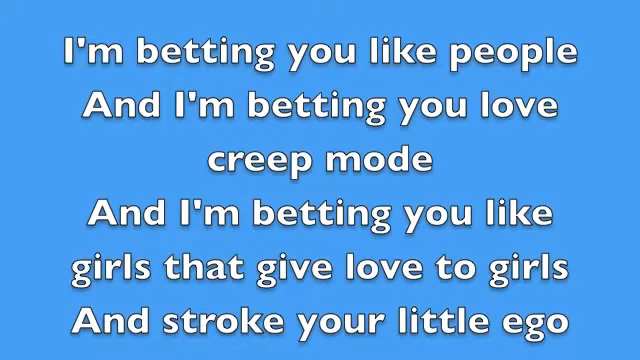 I'm betting you like people
And I'm betting you love
creep mode
And I'm betting you like
girls that give love to girls
And stroke your little ego